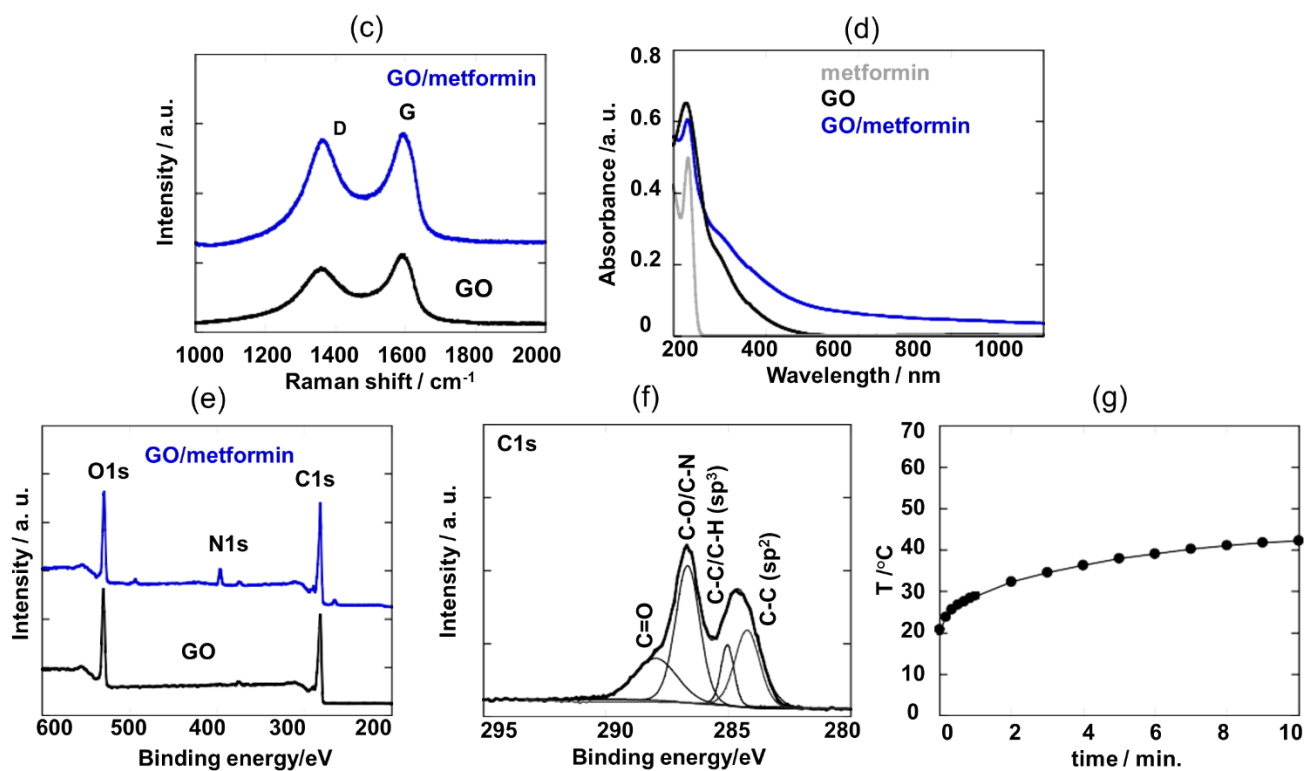 (c)
GO/metformin
D
G
GO
Intensity / a.u.
1000 1200 1400 1600 1800 2000
Raman shift / cm⁻¹
(d)
0.8
0.6
0.4
0.2
0
metformin
GO
GO/metformin
Absorbance /a. u.
200 400 600 800 1000
Wavelength / nm
(e)
GO/metformin
O1s
C1s
N1s
GO
Intensity / a. u.
600 500 400 300 200
Binding energy/eV
(f)
C1s
C=O
C-O/C-N
C-C/C-H (sp³)
C-C (sp²)
Intensity / a. u.
295 290 285 280
Binding energy/eV
(g)
70
60
50
40
30
20
10
0
T /°C
0 2 4 6 8 10
time / min.